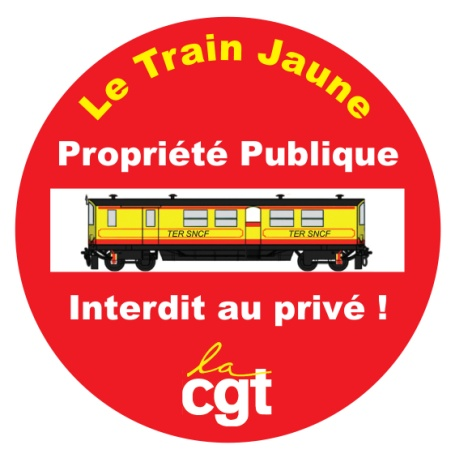 Le Train Jaune
Propriété Publique
TER SNCF TER SNCF
Interdit au privé !
la
cgt